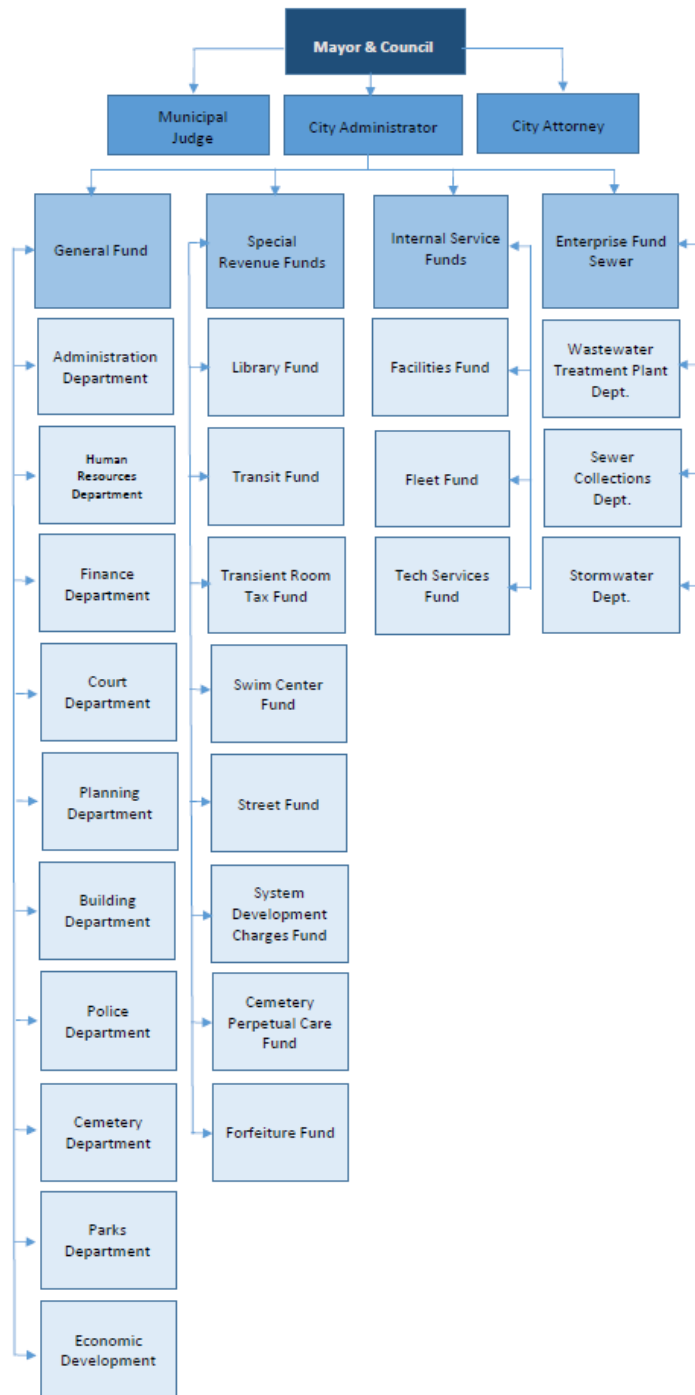 Mayor & Council
Municipal
Judge
City Administrator
City Attorney
General Fund
Special
Revenue Funds
Internal Service
Funds
Enterprise Fund
Sewer
Administration
Department
Library Fund
Facilities Fund
Wastewater
Treatment Plant
Dept.
Human
Resources
Department
Transit Fund
Fleet Fund
Sewer
Collections
Dept.
Finance
Department
Transient Room
Tax Fund
Tech Services
Fund
Stormwater
Dept.
Court
Department
Swim Center
Fund
Planning
Department
Street Fund
Building
Department
System
Development
Charges Fund
Police
Department
Cemetery
Perpetual Care
Fund
Cemetery
Department
Forfeiture Fund
Parks
Department
Economic
Development